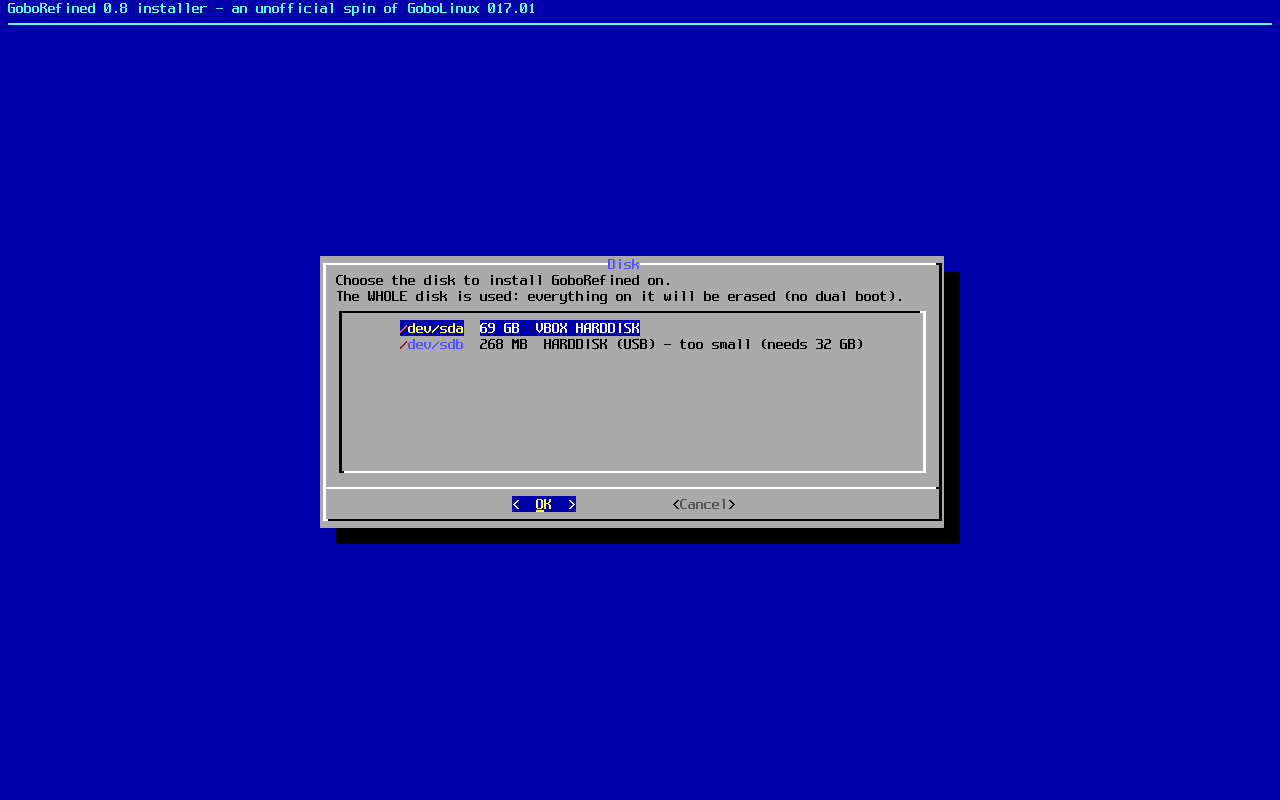 GoboRefined 0.8 installer - an unofficial spin of GoboLinux 017.01
Disk
Choose the disk to install GoboRefined on.
The WHOLE disk is used: everything on it will be erased (no dual boot).
/dev/sda  69 GB  VBOX HARDDISK
/dev/sdb  268 MB  HARDDISK (USB) - too small (needs 32 GB)
<  OK  > <Cancel>